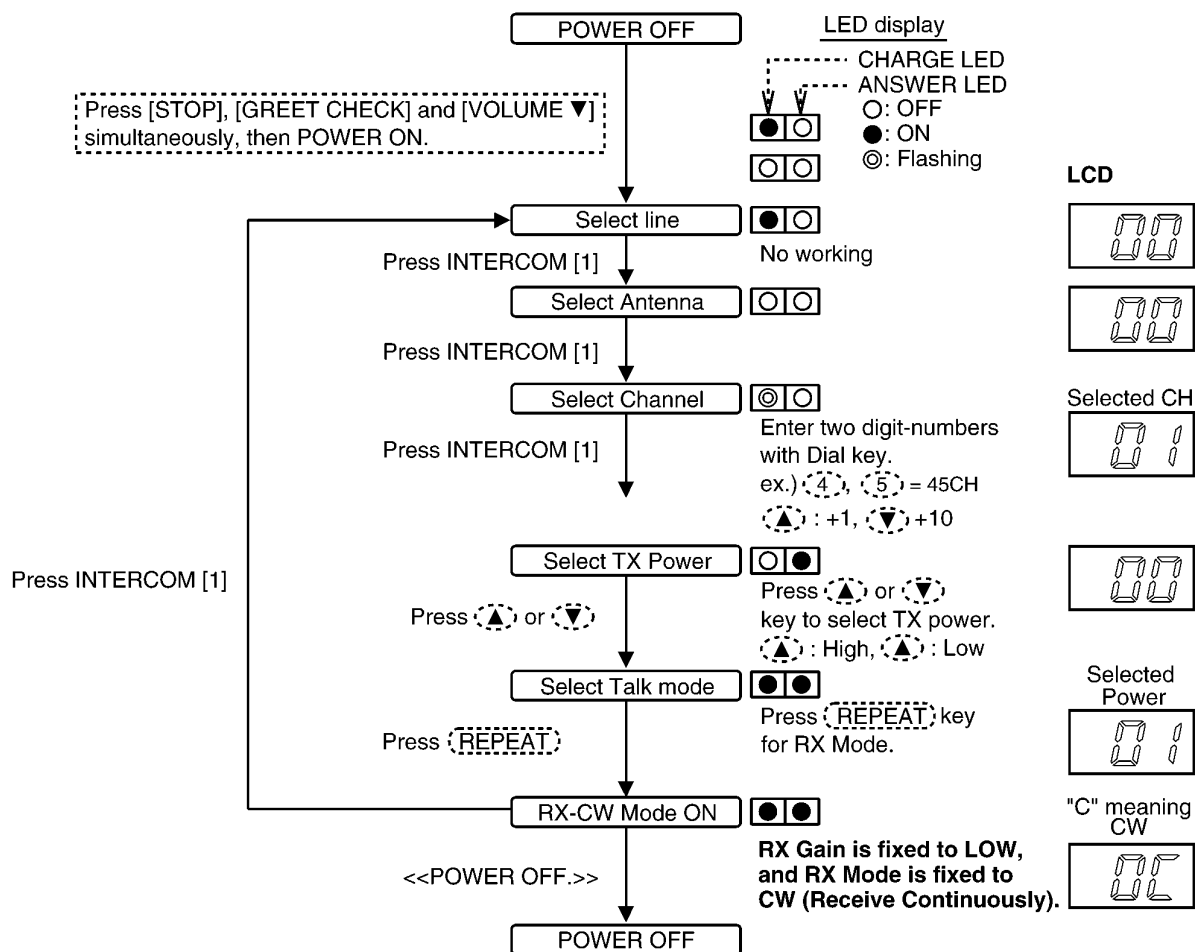 POWER OFF
LED display
CHARGE LED
ANSWER LED
○: OFF
●: ON
◎: Flashing
Press [STOP], [GREET CHECK] and [VOLUME ▼]
simultaneously, then POWER ON.
LCD
Select line
No working
00
Press INTERCOM [1]
Select Antenna
00
Press INTERCOM [1]
Select Channel
Selected CH
01
Press INTERCOM [1]
Enter two digit-numbers
with Dial key.
ex.) 4, 5 = 45CH
▲ : +1, ▼ +10
Press INTERCOM [1]
Select TX Power
00
Press ▲ or ▼
Press ▲ or ▼
key to select TX power.
▲ : High, ▲ : Low
Select Talk mode
Selected
Power
01
Press REPEAT
Press REPEAT key
for RX Mode.
RX-CW Mode ON
"C" meaning
CW
0C
RX Gain is fixed to LOW,
and RX Mode is fixed to
CW (Receive Continuously).
<<POWER OFF.>>
POWER OFF